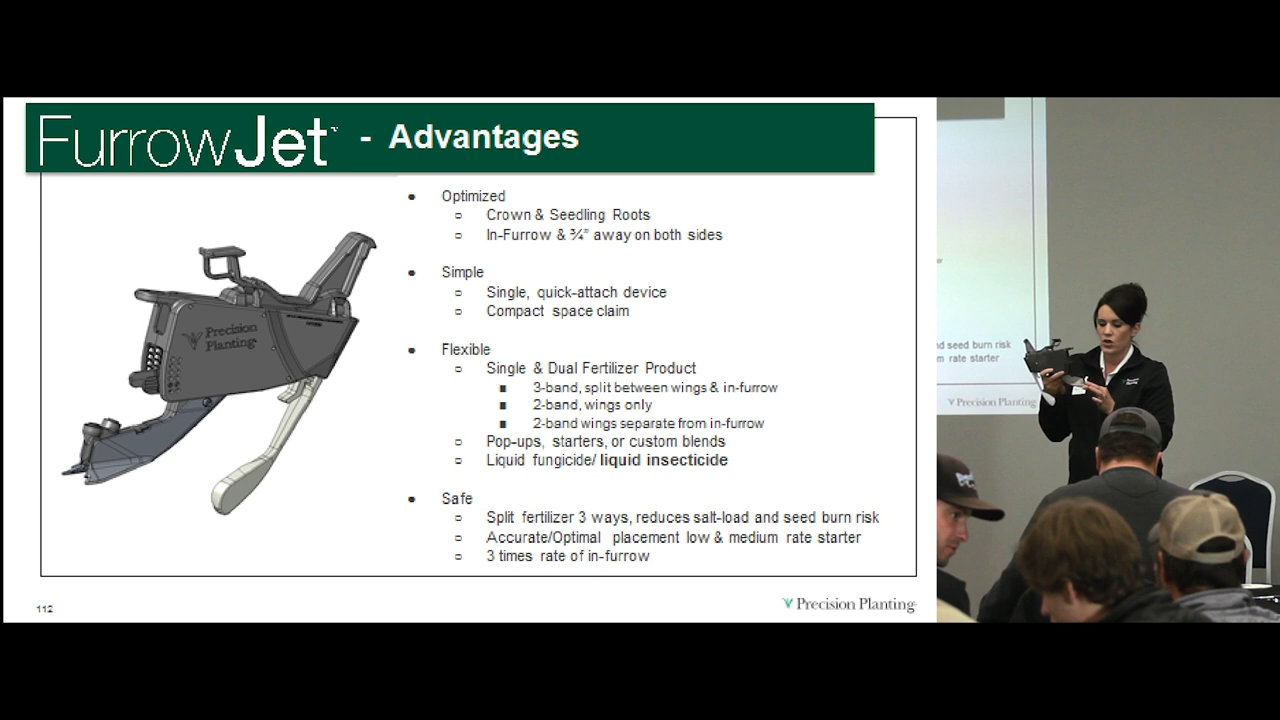 FurrowJet™ - Advantages
Precision
Planting
• Optimized
Crown & Seedling Roots
In-Furrow & ¾" away on both sides
• Simple
Single, quick-attach device
Compact space claim
• Flexible
Single & Dual Fertilizer Product
3-band, split between wings & in-furrow
2-band, wings only
2-band wings separate from in-furrow
Pop-ups, starters, or custom blends
Liquid fungicide/ liquid insecticide
• Safe
Split fertilizer 3 ways, reduces salt-load and seed burn risk
Accurate/Optimal placement low & medium rate starter
3 times rate of in-furrow
112
Precision Planting
seed burn risk
rate starter
Precision Planting